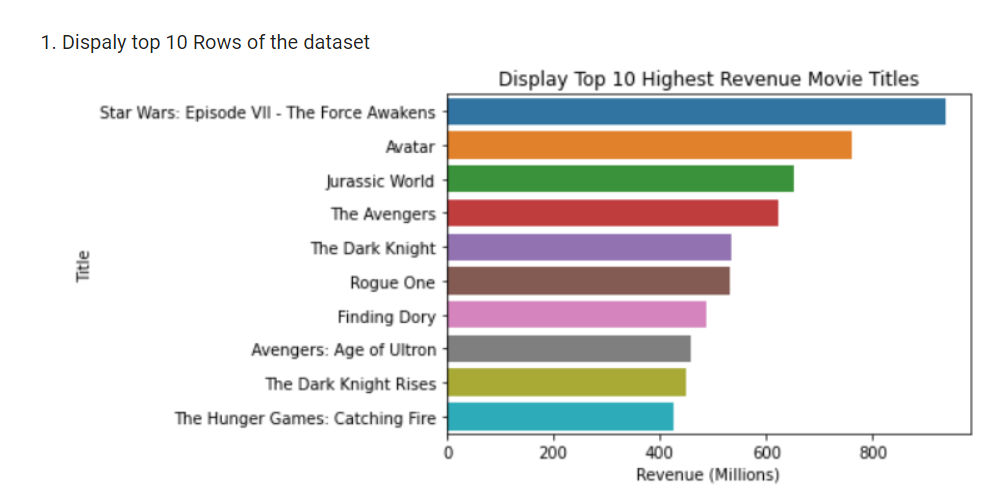 1. Dispaly top 10 Rows of the dataset
Display Top 10 Highest Revenue Movie Titles
Star Wars: Episode VII - The Force Awakens
Avatar
Jurassic World
The Avengers
The Dark Knight
Title
Rogue One
Finding Dory
Avengers: Age of Ultron
The Dark Knight Rises
The Hunger Games: Catching Fire
0 200 400 600 800
Revenue (Millions)